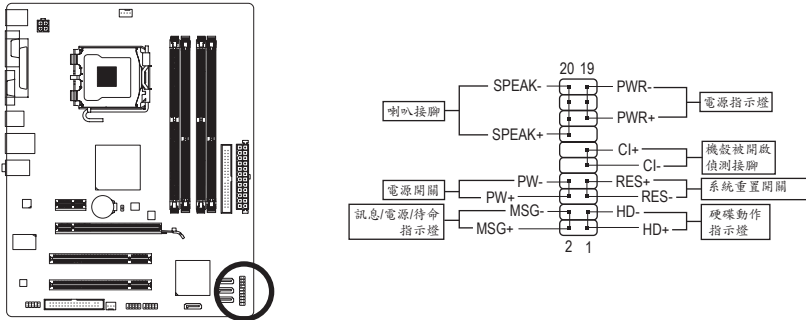 20 19
SPEAK- PWR-
電源指示燈
喇叭接腳
PWR+
SPEAK+
CI+
機殼被開啟
偵測接腳
CI-
PW- RES+
電源開關
系統重置開關
PW+ RES-
訊息/電源/待命
指示燈
MSG- HD-
硬碟動作
指示燈
MSG+ HD+
2 1